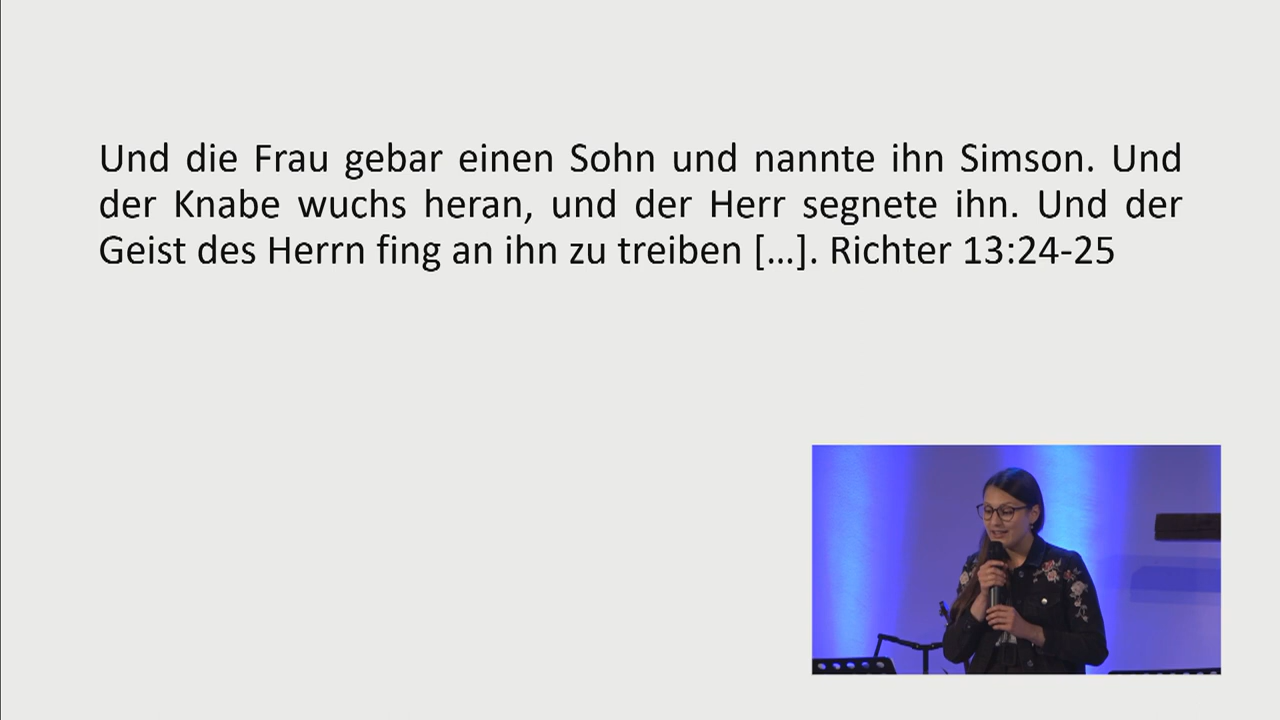 Und die Frau gebar einen Sohn und nannte ihn Simson. Und
der Knabe wuchs heran, und der Herr segnete ihn. Und der
Geist des Herrn fing an ihn zu treiben [...]. Richter 13:24-25